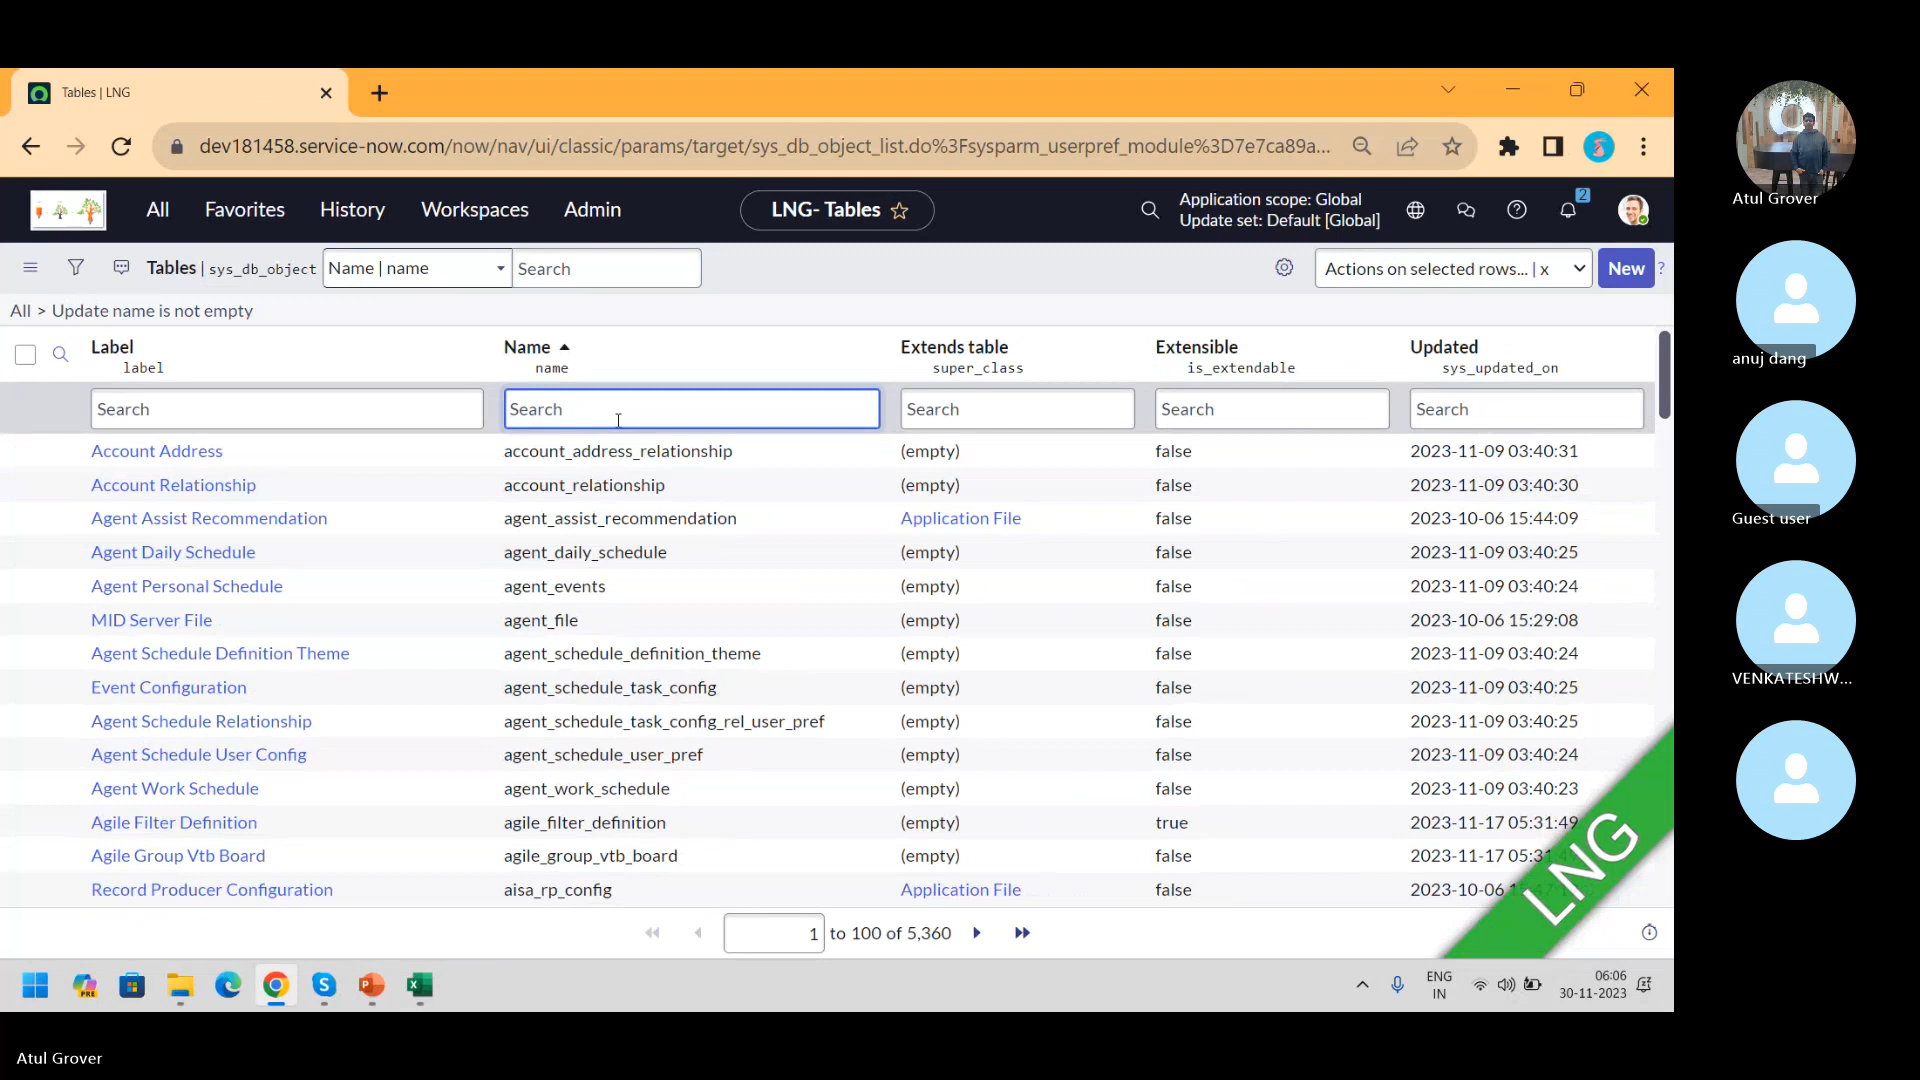 Tables | LNG
dev181458.service-now.com/now/nav/ui/classic/params/target/sys_db_object_list.do%3Fsysparm_userpref_module%3D7e7ca89a...
All Favorites History Workspaces Admin
LNG- Tables
Application scope: Global
Update set: Default [Global]
2
Tables | sys_db_object Name | name Search Actions on selected rows... | x New ?
All > Update name is not empty
Label Name Extends table Extensible Updated
label name super_class is_extendable sys_updated_on
Search Search Search Search Search
Account Address account_address_relationship (empty) false 2023-11-09 03:40:31
Account Relationship account_relationship (empty) false 2023-11-09 03:40:30
Agent Assist Recommendation agent_assist_recommendation Application File false 2023-10-06 15:44:09
Agent Daily Schedule agent_daily_schedule (empty) false 2023-11-09 03:40:25
Agent Personal Schedule agent_events (empty) false 2023-11-09 03:40:24
MID Server File agent_file (empty) false 2023-10-06 15:29:08
Agent Schedule Definition Theme agent_schedule_definition_theme (empty) false 2023-11-09 03:40:24
Event Configuration agent_schedule_task_config (empty) false 2023-11-09 03:40:25
Agent Schedule Relationship agent_schedule_task_config_rel_user_pref (empty) false 2023-11-09 03:40:25
Agent Schedule User Config agent_schedule_user_pref (empty) false 2023-11-09 03:40:24
Agent Work Schedule agent_work_schedule (empty) false 2023-11-09 03:40:23
Agile Filter Definition agile_filter_definition (empty) true 2023-11-17 05:31:49
Agile Group Vtb Board agile_group_vtb_board (empty) false 2023-11-17
Record Producer Configuration aisa_rp_config Application File false 2023-10-06
LNG
1 to 100 of 5,360
PRE
ENG
IN
06:06
30-11-2023
Atul Grover
anuj dang
Guest user
VENKATESHW...
Atul Grover